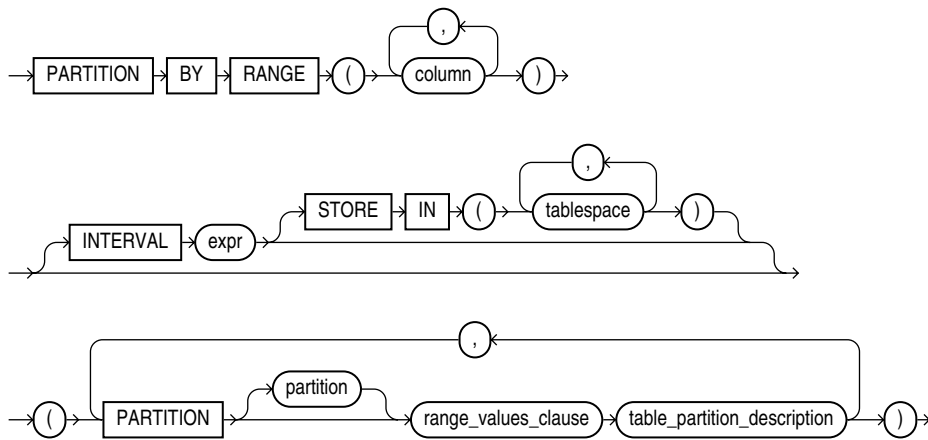 ,
PARTITION BY RANGE ( column )
,
STORE IN ( tablespace )
INTERVAL expr
,
partition
( PARTITION range_values_clause table_partition_description )